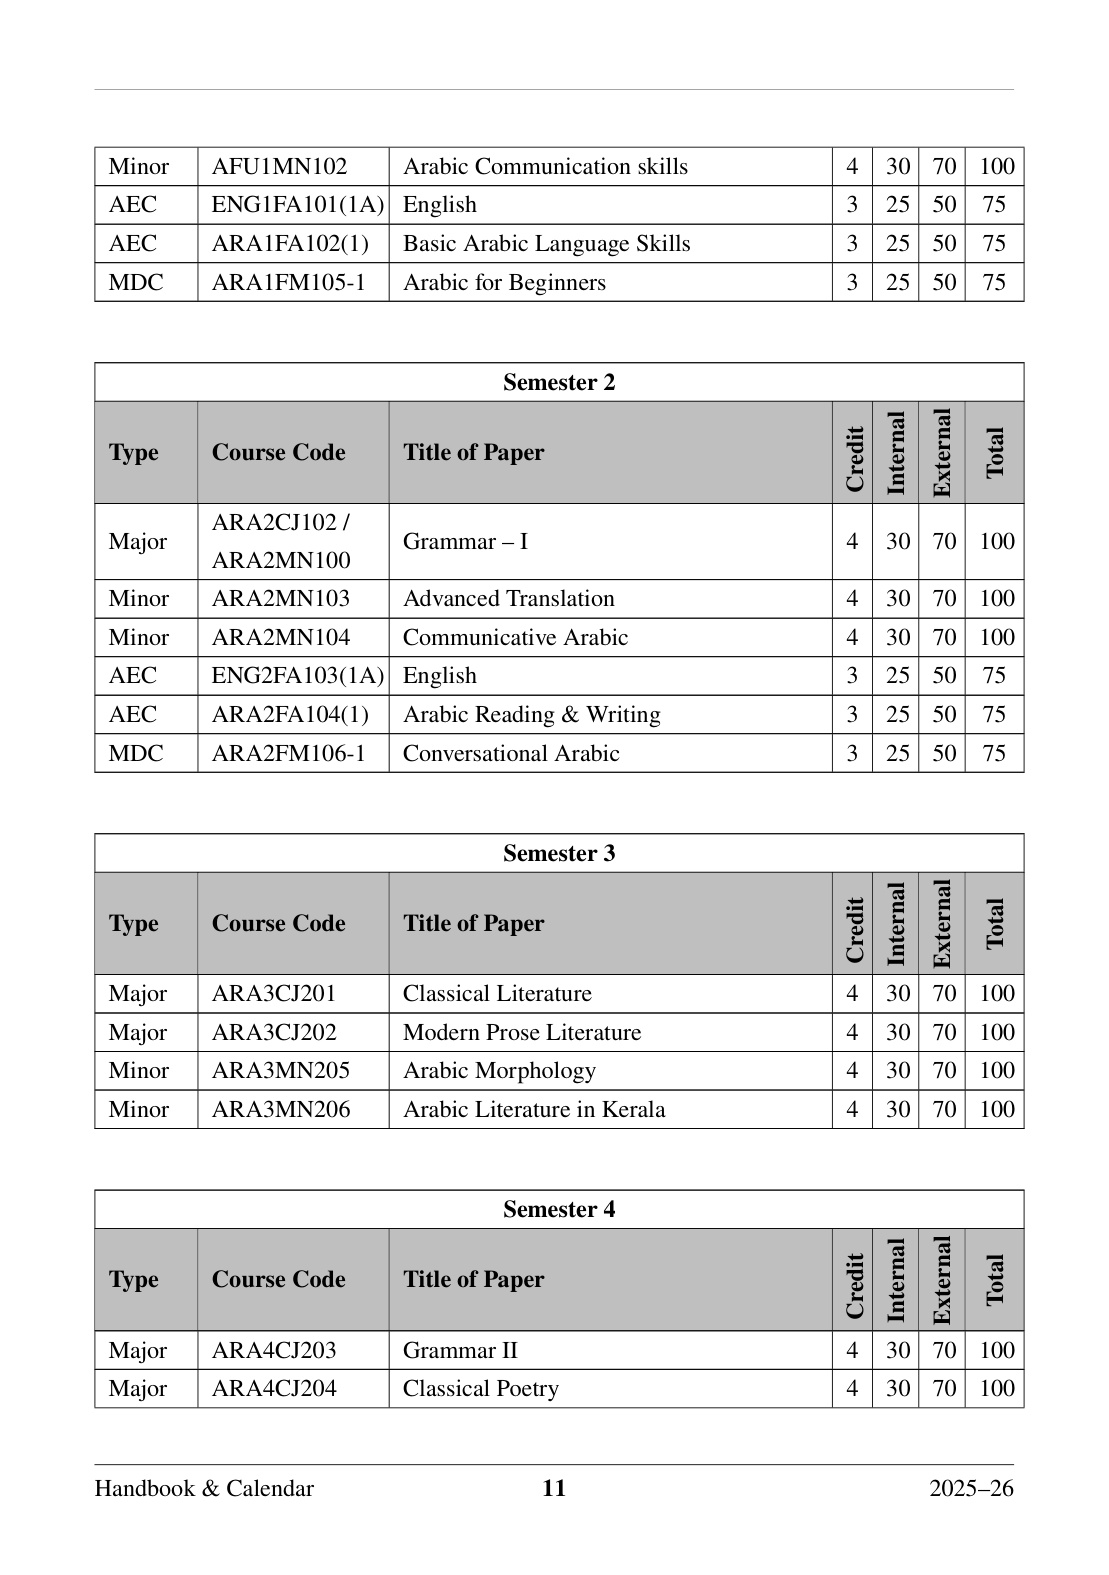 Minor AFU1MN102 Arabic Communication skills 4 30 70 100
AEC ENG1FA101(1A) English 3 25 50 75
AEC ARA1FA102(1) Basic Arabic Language Skills 3 25 50 75
MDC ARA1FM105-1 Arabic for Beginners 3 25 50 75
Semester 2
Type Course Code Title of Paper Credit Internal External Total
Major ARA2CJ102 / ARA2MN100 Grammar – I 4 30 70 100
Minor ARA2MN103 Advanced Translation 4 30 70 100
Minor ARA2MN104 Communicative Arabic 4 30 70 100
AEC ENG2FA103(1A) English 3 25 50 75
AEC ARA2FA104(1) Arabic Reading & Writing 3 25 50 75
MDC ARA2FM106-1 Conversational Arabic 3 25 50 75
Semester 3
Type Course Code Title of Paper Credit Internal External Total
Major ARA3CJ201 Classical Literature 4 30 70 100
Major ARA3CJ202 Modern Prose Literature 4 30 70 100
Minor ARA3MN205 Arabic Morphology 4 30 70 100
Minor ARA3MN206 Arabic Literature in Kerala 4 30 70 100
Semester 4
Type Course Code Title of Paper Credit Internal External Total
Major ARA4CJ203 Grammar II 4 30 70 100
Major ARA4CJ204 Classical Poetry 4 30 70 100
Handbook & Calendar 11 2025–26